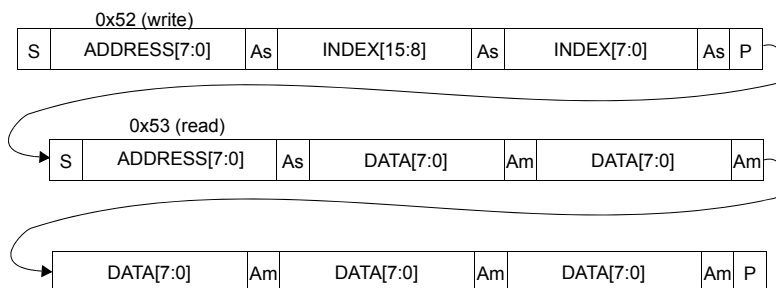 0x52 (write)
S ADDRESS[7:0] As INDEX[15:8] As INDEX[7:0] As P
0x53 (read)
S ADDRESS[7:0] As DATA[7:0] Am DATA[7:0] Am
DATA[7:0] Am DATA[7:0] Am DATA[7:0] Am P